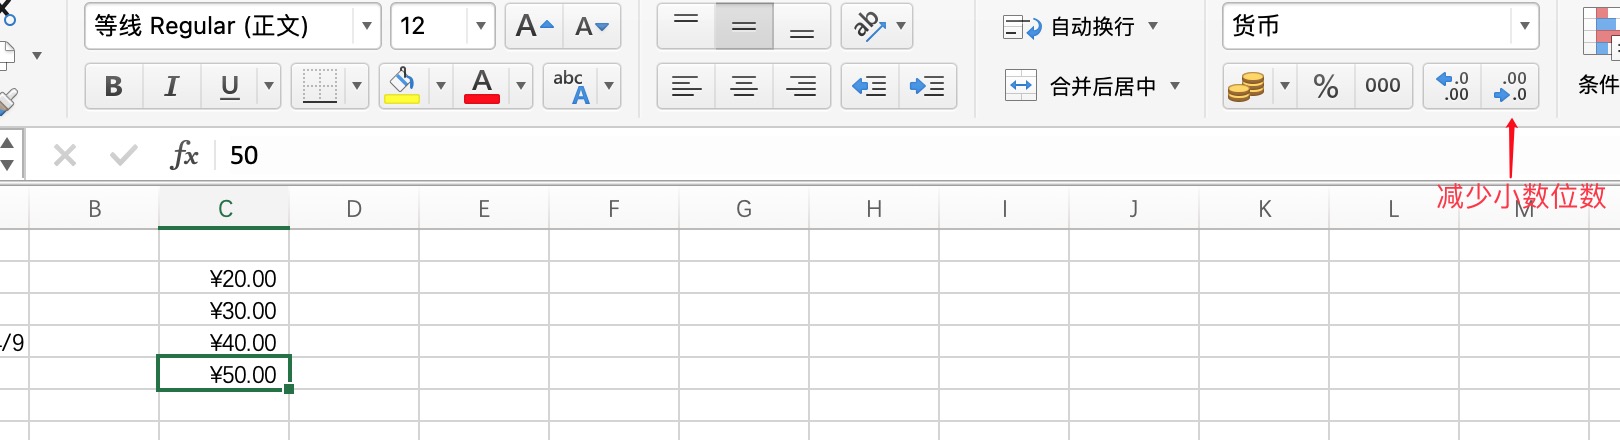 等线 Regular (正文) 12 A A ab 自动换行 货币
B I U A abc A 合并后居中 % 000 .0 .00 .00 .0 条件
fx 50
减少小数位数
B C D E F G H I J K L M
¥20.00
¥30.00
/9 ¥40.00
¥50.00